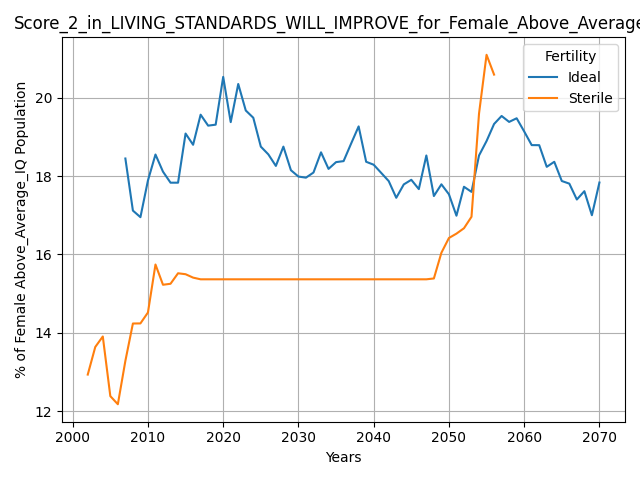 Score_2_in_LIVING_STANDARDS_WILL_IMPROVE_for_Female_Above_Average
Fertility
Ideal
Sterile
% of Female Above_Average_IQ Population
20
18
16
14
12
2000 2010 2020 2030 2040 2050 2060 2070
Years